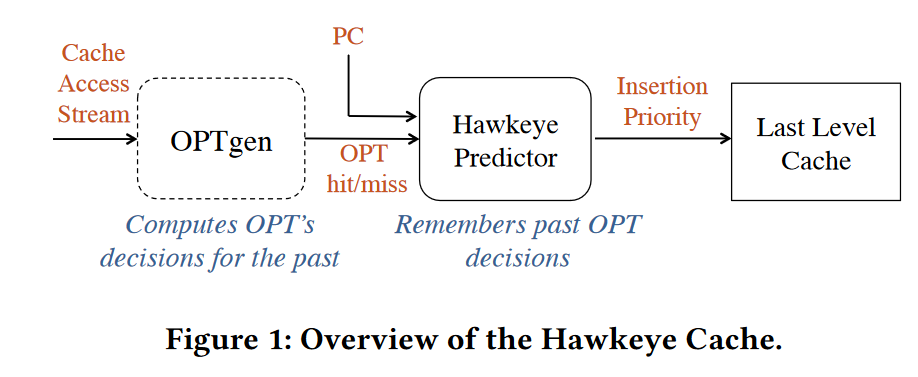 PC
Cache
Access
Stream
OPTgen
OPT
hit/miss
Hawkeye
Predictor
Insertion
Priority
Last Level
Cache
Computes OPT’s
decisions for the past
Remembers past OPT
decisions
Figure 1: Overview of the Hawkeye Cache.